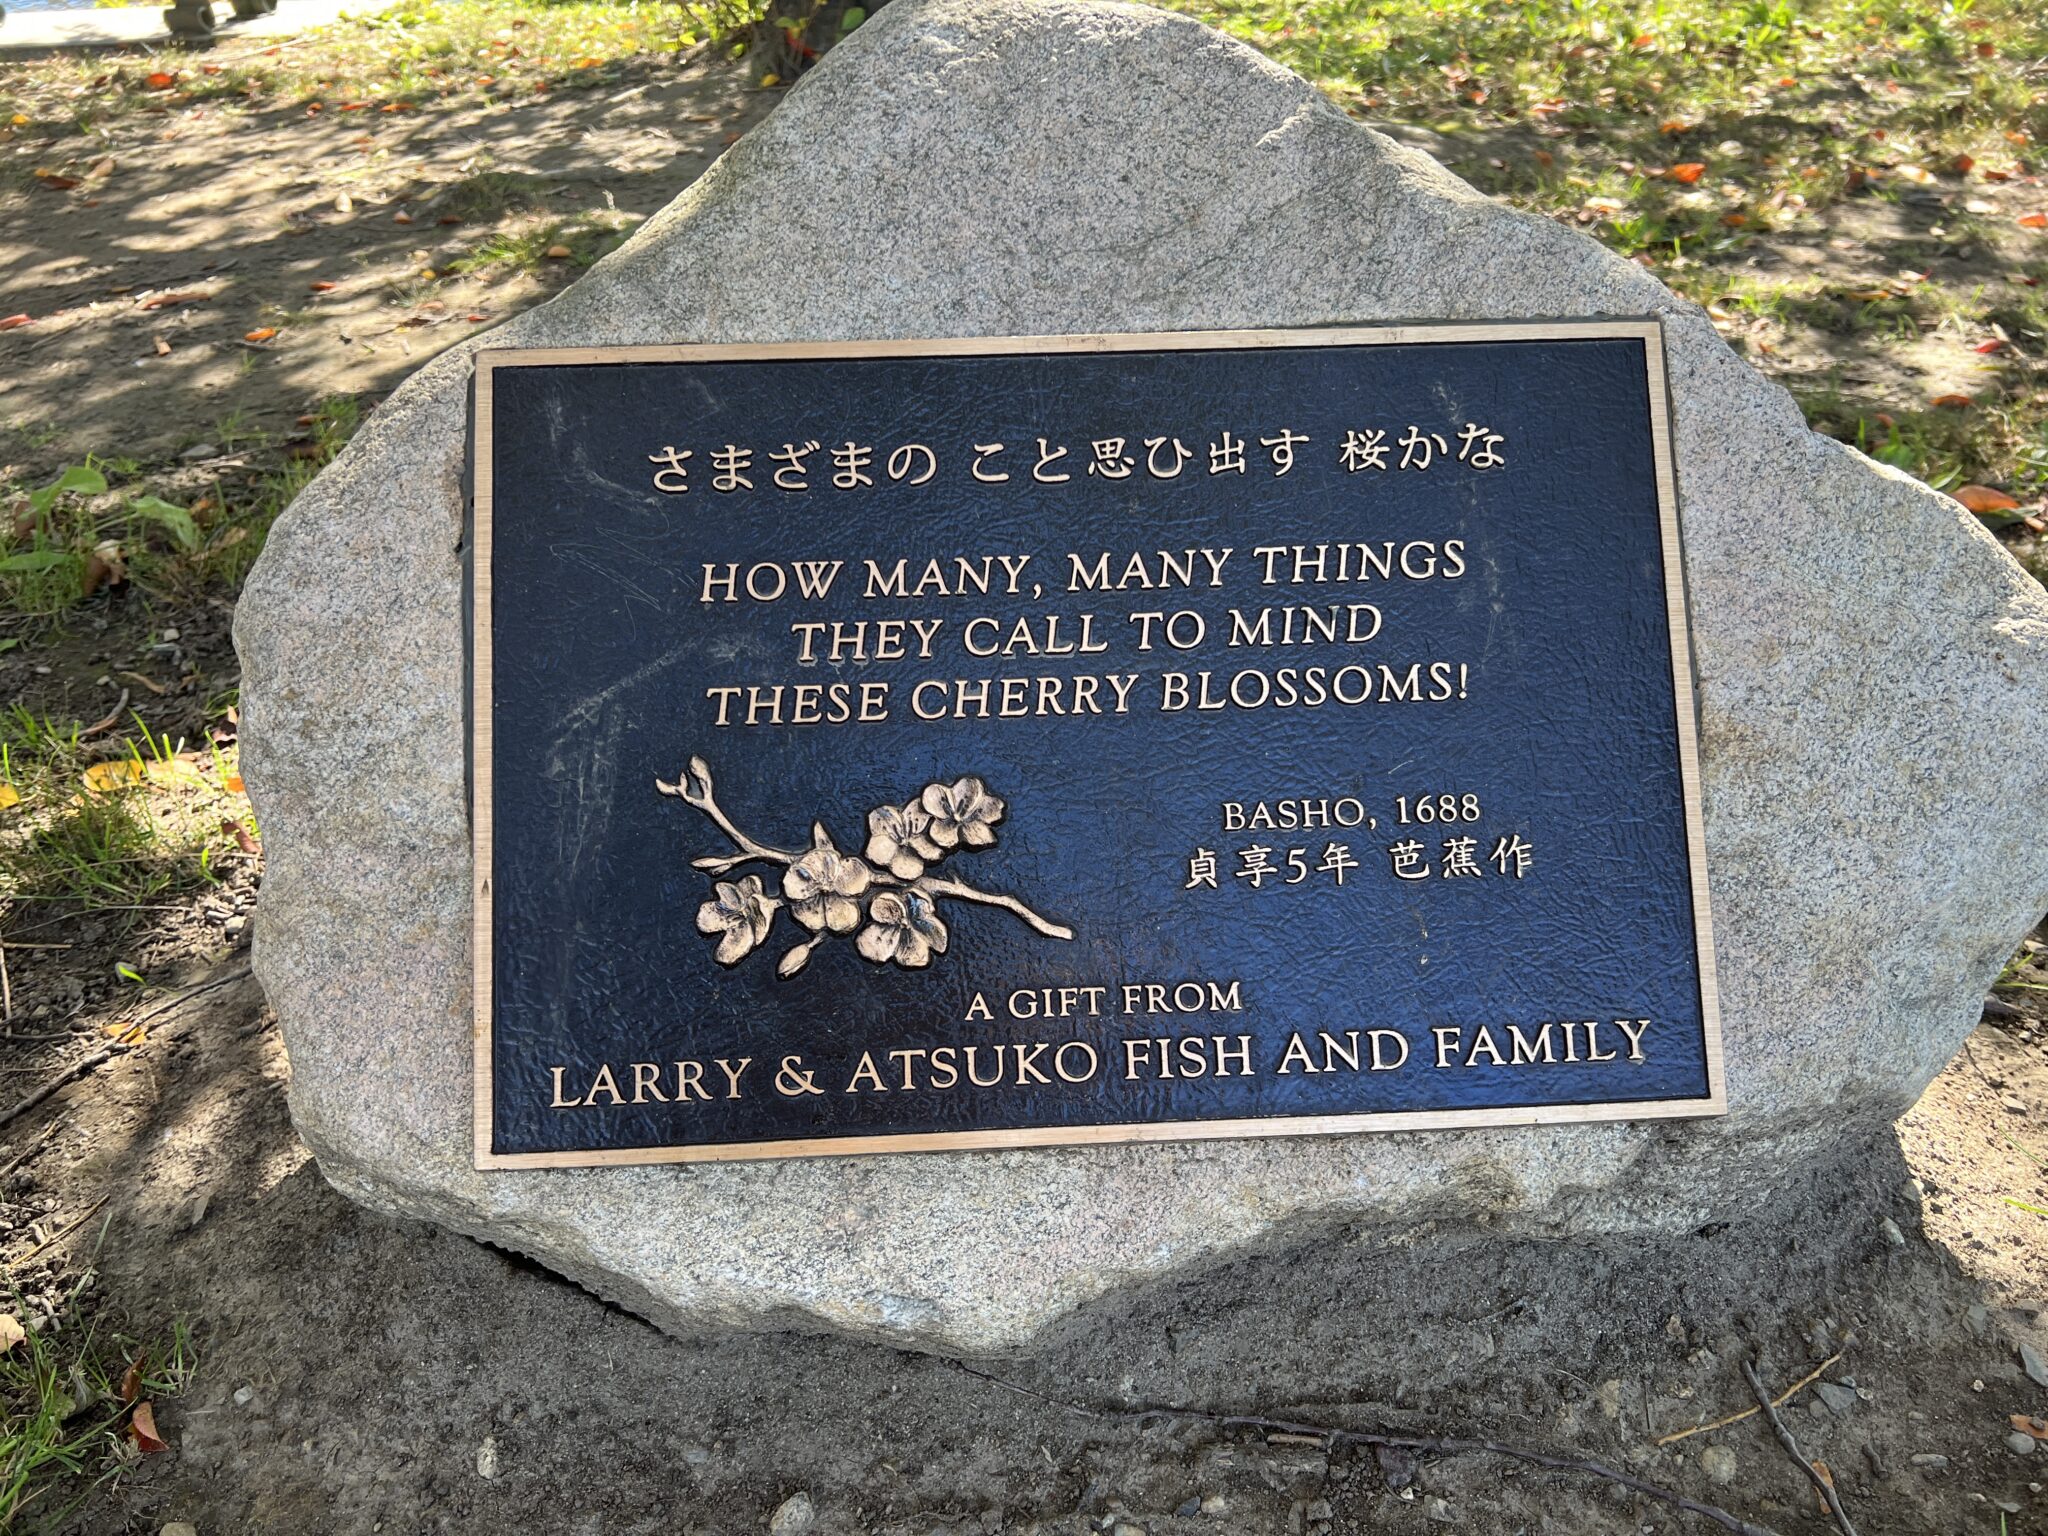 さまざまの こと思ひ出す 桜かな
HOW MANY, MANY THINGS
THEY CALL TO MIND
THESE CHERRY BLOSSOMS!
BASHO, 1688
貞享5年 芭蕉作
A GIFT FROM
LARRY & ATSUKO FISH AND FAMILY